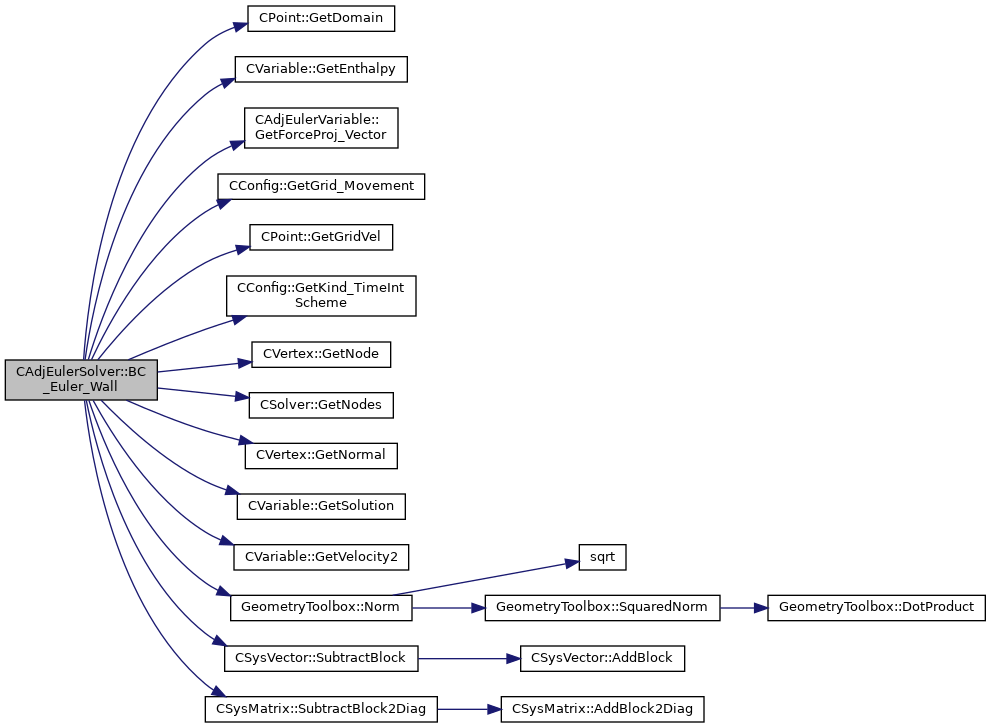 CPoint::GetDomain
CVariable::GetEnthalpy
CAdjEulerVariable::
GetForceProj_Vector
CConfig::GetGrid_Movement
CPoint::GetGridVel
CConfig::GetKind_TimeInt
Scheme
CVertex::GetNode
CAdjEulerSolver::BC
_Euler_Wall
CSolver::GetNodes
CVertex::GetNormal
CVariable::GetSolution
CVariable::GetVelocity2
sqrt
GeometryToolbox::Norm
GeometryToolbox::SquaredNorm
GeometryToolbox::DotProduct
CSysVector::SubtractBlock
CSysVector::AddBlock
CSysMatrix::SubtractBlock2Diag
CSysMatrix::AddBlock2Diag